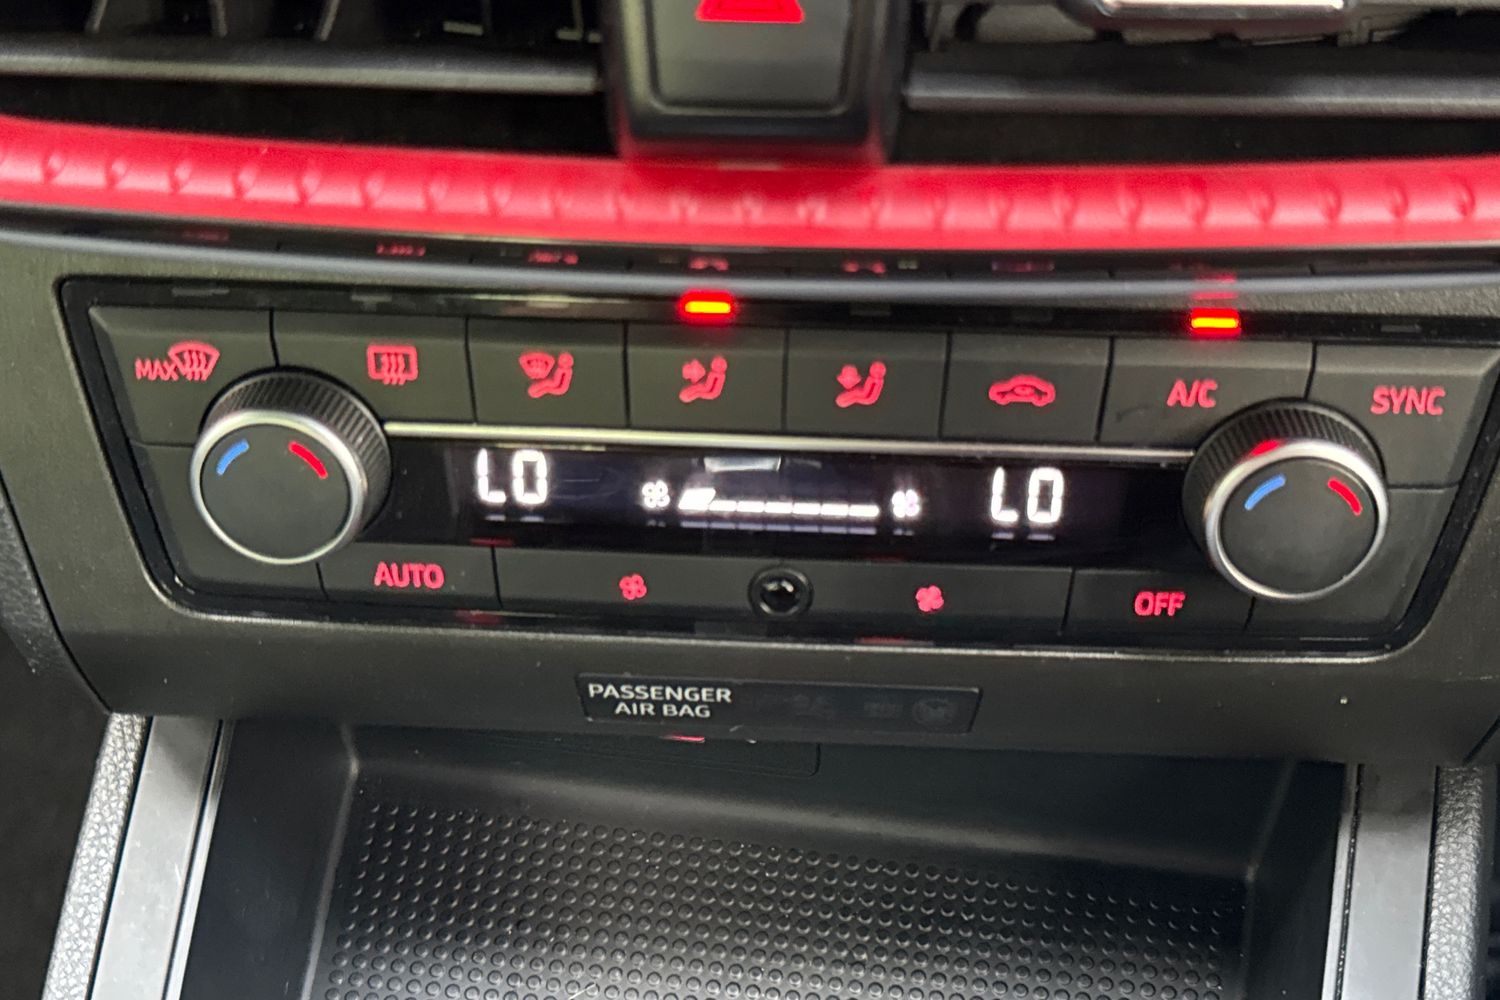 MAX
A/C
SYNC
LO
LO
AUTO
OFF
PASSENGER
AIR BAG